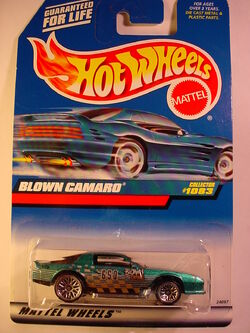 GUARANTEED
FOR LIFE
FOR AGES
OVER 3 YEARS.
DIE CAST METAL &
PLASTIC PARTS.
HOT WHEELS
MATTEL
BLOWN CAMARO
COLLECTOR
#1083
MATTEL WHEELS